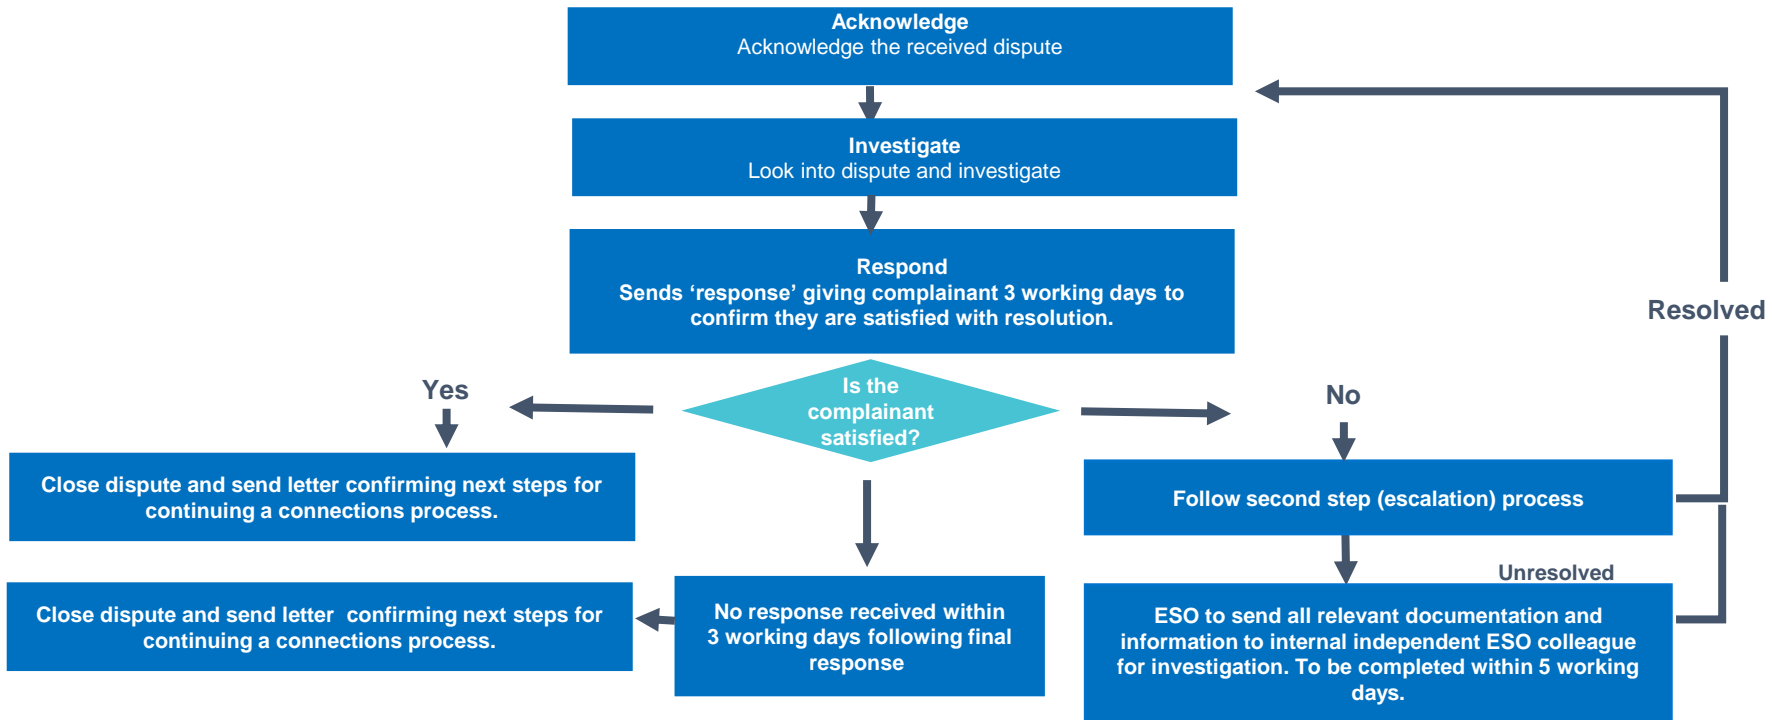 Acknowledge
Acknowledge the received dispute
Investigate
Look into dispute and investigate
Respond
Sends ‘response’ giving complainant 3 working days to
confirm they are satisfied with resolution.
Resolved
Is the
complainant
satisfied?
Yes
No
Close dispute and send letter confirming next steps for
continuing a connections process.
Follow second step (escalation) process
Unresolved
Close dispute and send letter  confirming next steps for
continuing a connections process.
No response received within
3 working days following final
response
ESO to send all relevant documentation and
information to internal independent ESO colleague
for investigation. To be completed within 5 working
days.